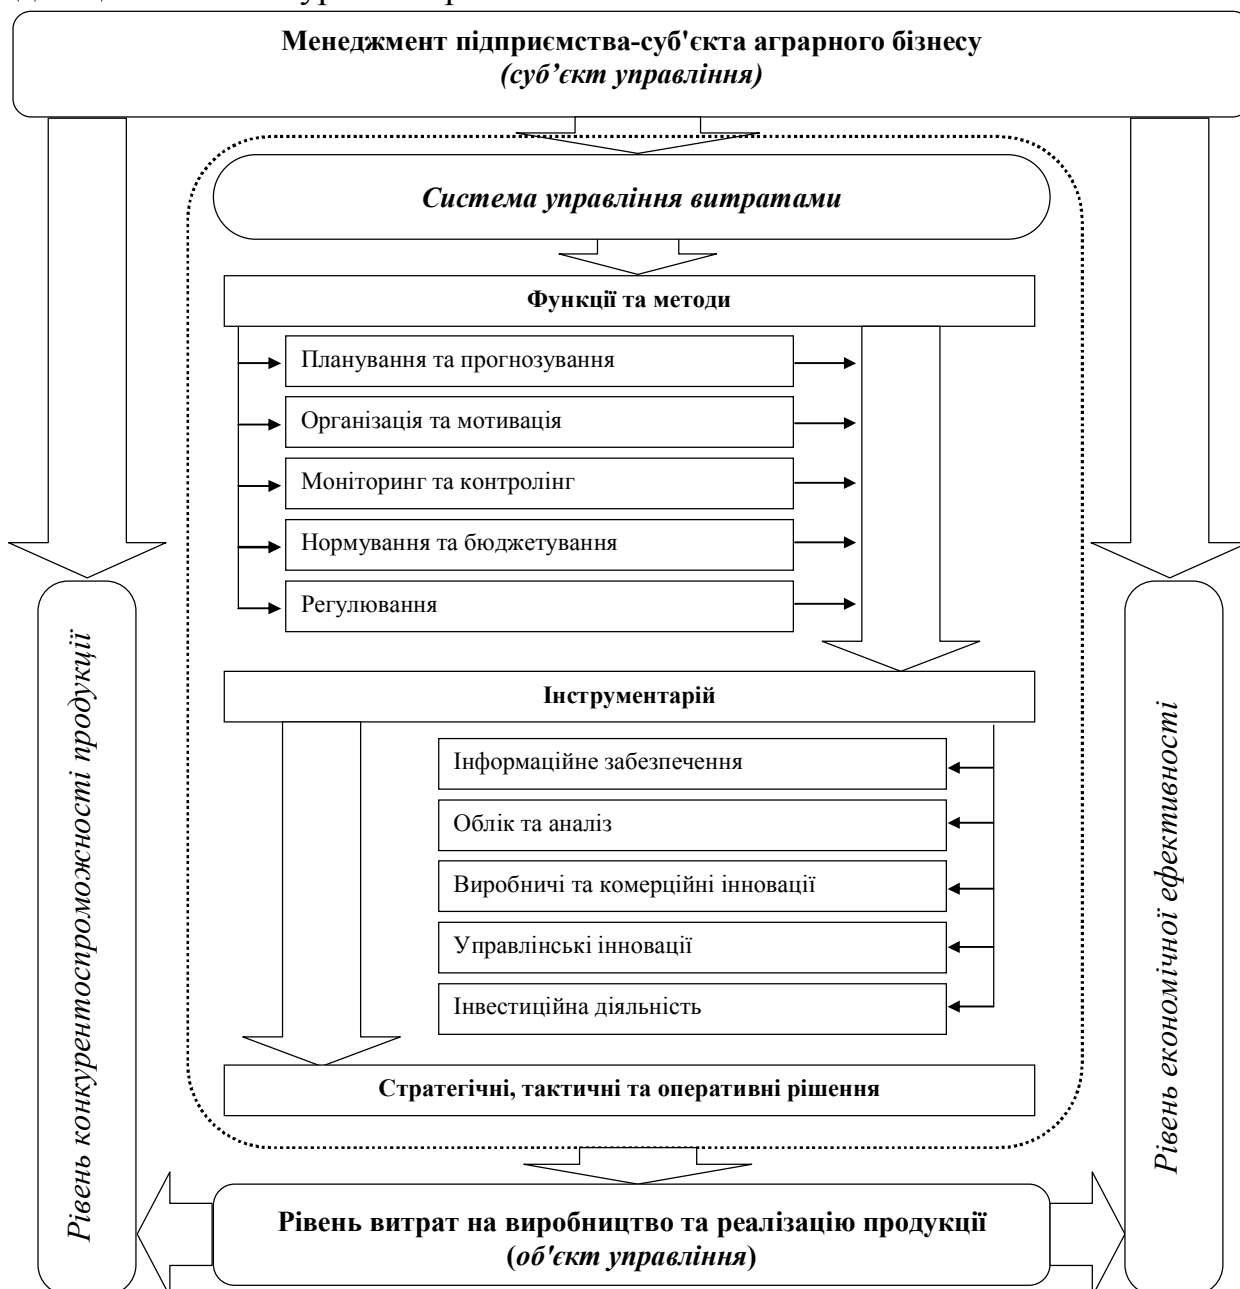 Менеджмент підприємства-суб'єкта аграрного бізнесу
(суб’єкт управління)
Система управління витратами
Функції та методи
Планування та прогнозування
Організація та мотивація
Моніторинг та контролінг
Нормування та бюджетування
Регулювання
Інструментарій
Інформаційне забезпечення
Облік та аналіз
Виробничі та комерційні інновації
Управлінські інновації
Інвестиційна діяльність
Стратегічні, тактичні та оперативні рішення
Рівень конкурентоспроможності продукції
Рівень економічної ефективності
Рівень витрат на виробництво та реалізацію продукції
(об'єкт управління)